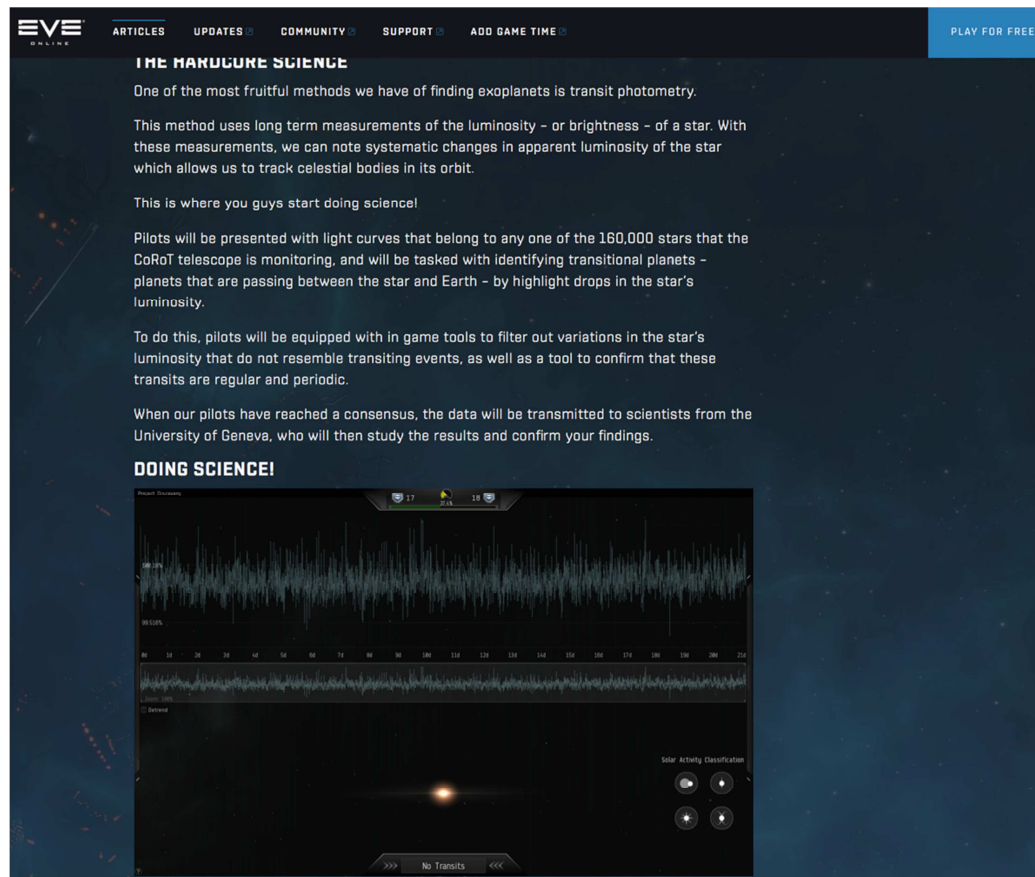 EVE
ONLINE
ARTICLES
UPDATES
COMMUNITY
SUPPORT
ADD GAME TIME
PLAY FOR FREE
THE HARDCORE SCIENCE
One of the most fruitful methods we have of finding exoplanets is transit photometry.
This method uses long term measurements of the luminosity – or brightness – of a star. With
these measurements, we can note systematic changes in apparent luminosity of the star
which allows us to track celestial bodies in its orbit.
This is where you guys start doing science!
Pilots will be presented with light curves that belong to any one of the 160,000 stars that the
CoRoT telescope is monitoring, and will be tasked with identifying transitional planets –
planets that are passing between the star and Earth – by highlight drops in the star's
luminosity.
To do this, pilots will be equipped with in game tools to filter out variations in the star's
luminosity that do not resemble transiting events, as well as a tool to confirm that these
transits are regular and periodic.
When our pilots have reached a consensus, the data will be transmitted to scientists from the
University of Geneva, who will then study the results and confirm your findings.
DOING SCIENCE!
Project Discovery
17
18
0d 1d 2d 3d 4d 5d 6d 7d 8d 9d 10d 11d 12d 13d 14d 15d 16d 17d 18d 19d 20d 21d
Zoom: 100%
Detrend
Solar Activity Classification
No Transits